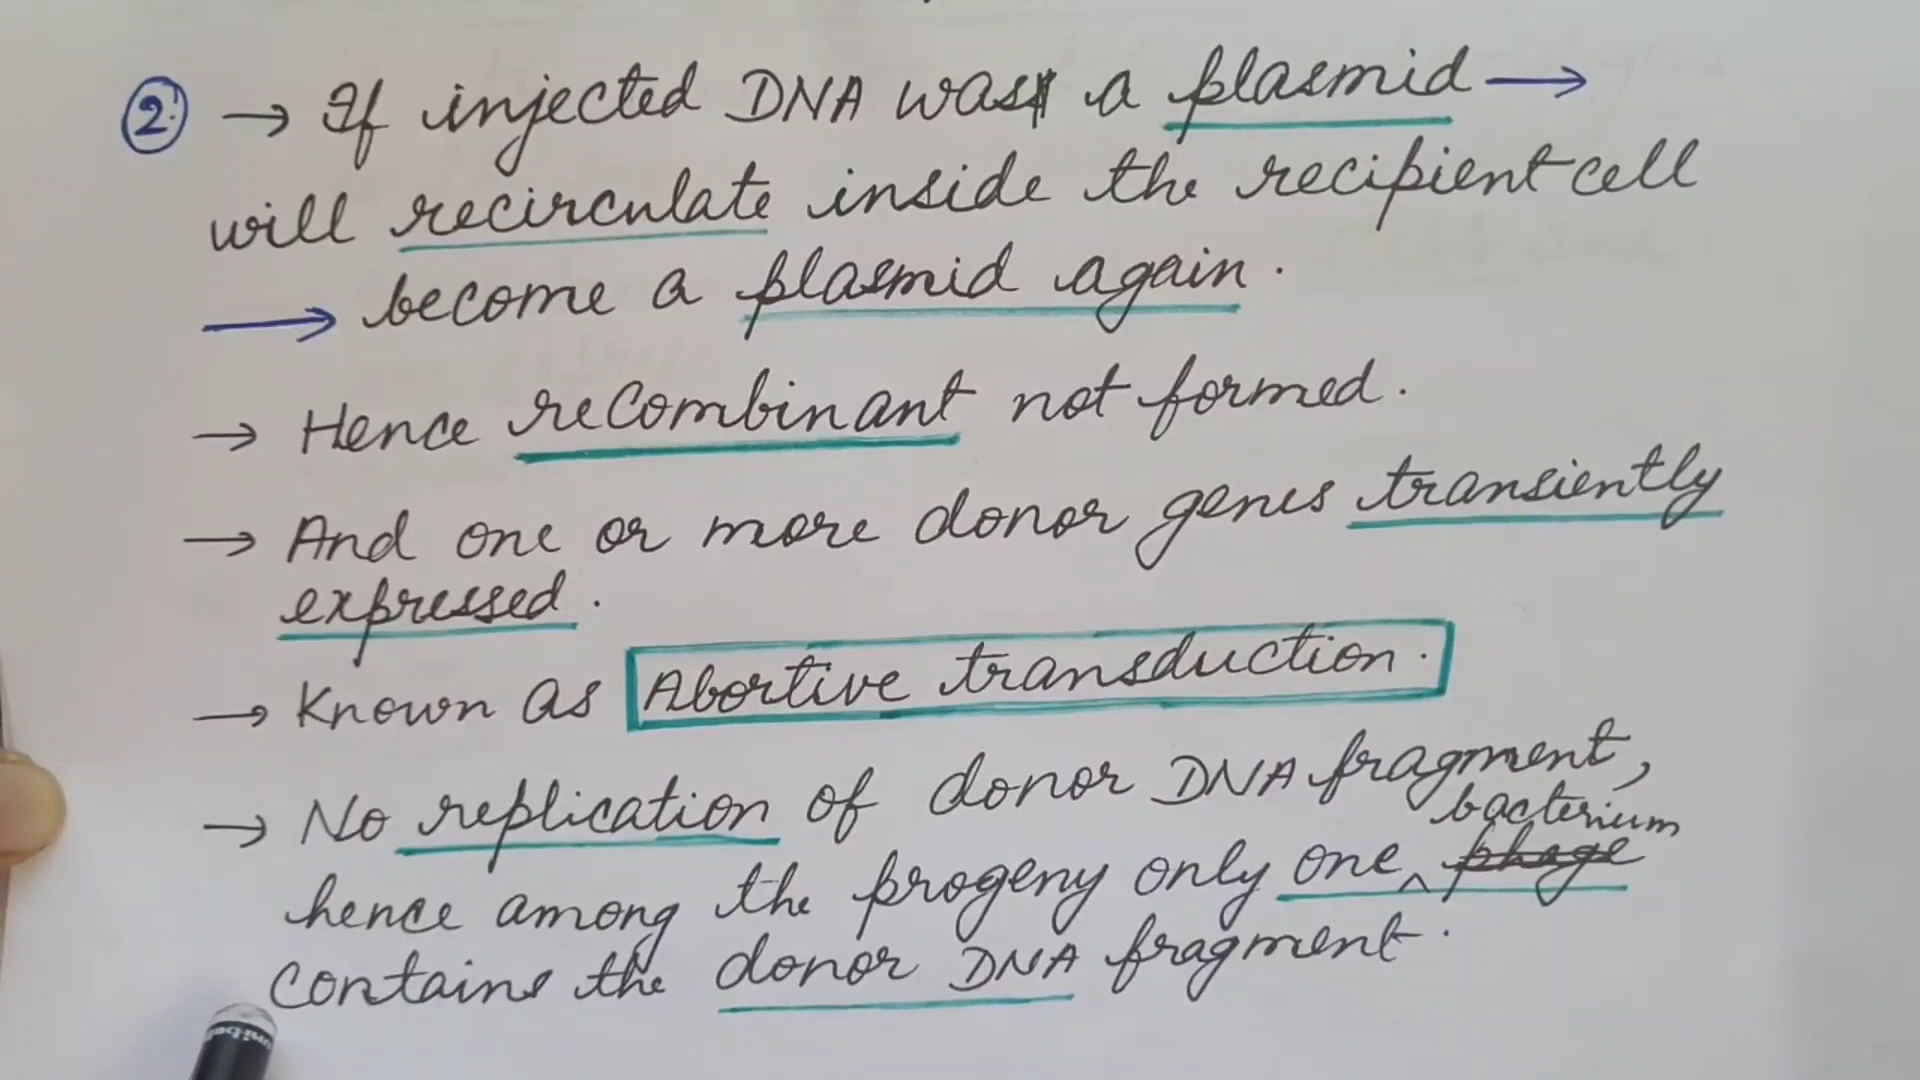 2. → If injected DNA was a plasmid →
will recirculate inside the recipient cell
→ become a plasmid again.
→ Hence recombinant not formed.
→ And one or more donor genes transiently
expressed.
→ Known as Abortive transduction.
→ No replication of donor DNA fragment,
bacterium
hence among the progeny only one ^ phage
contains the donor DNA fragment.